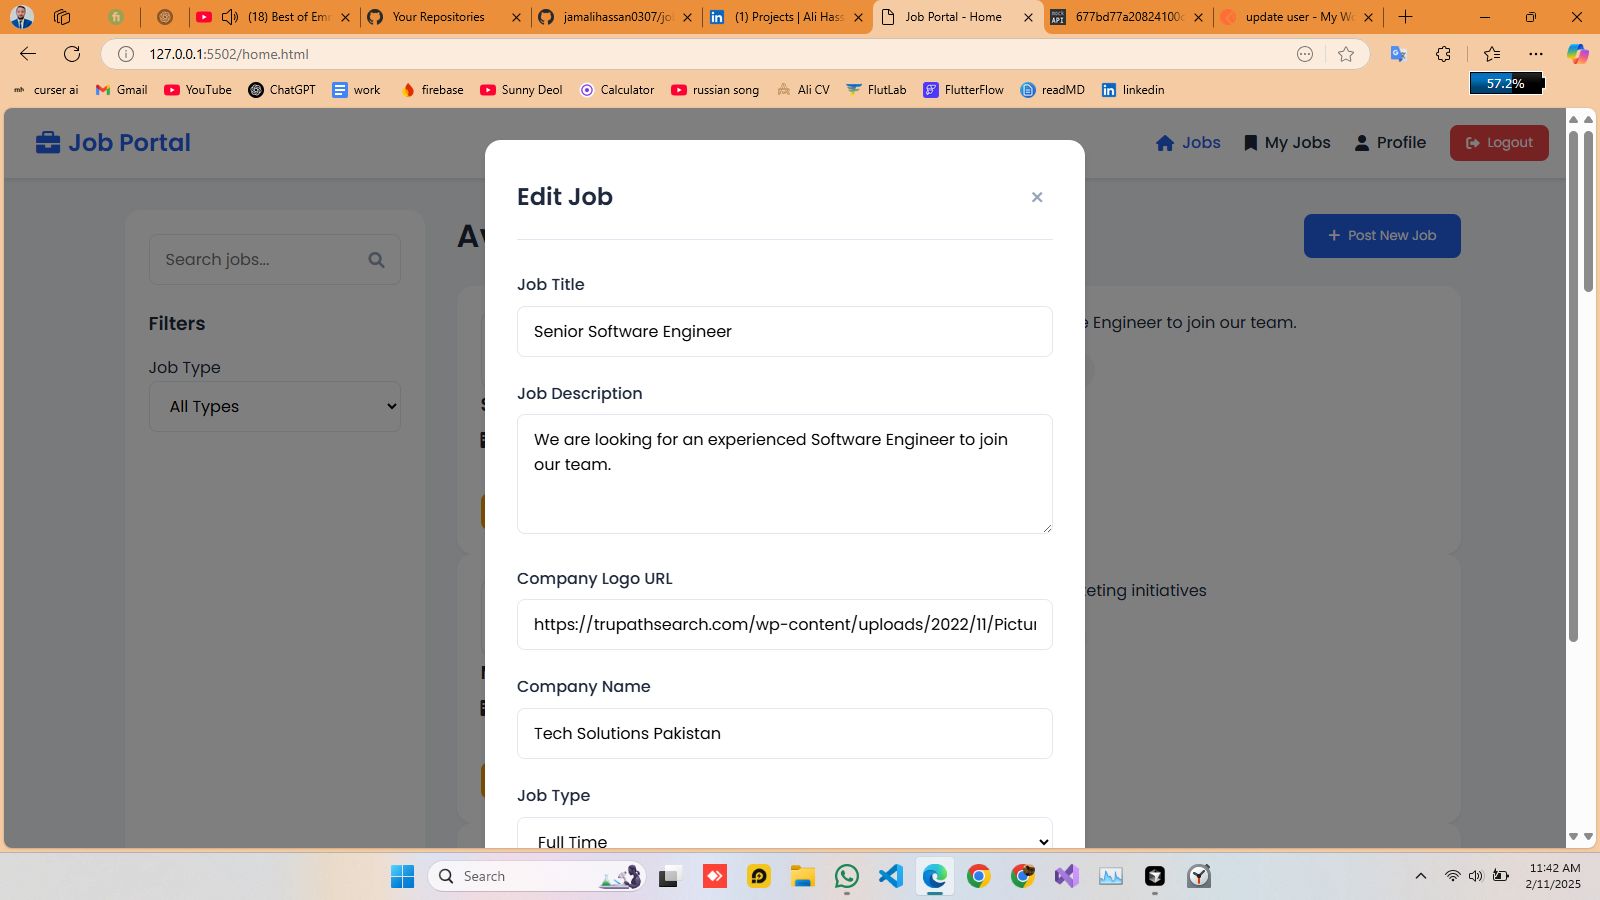 (18) Best of Em
Your Repositories
jamalihassan0307/jo
(1) Projects | Ali Hass
Job Portal - Home
677bd77a20824100
update user - My W
127.0.0.1:5502/home.html
curser ai
Gmail
YouTube
ChatGPT
work
firebase
Sunny Deol
Calculator
russian song
Ali CV
FlutLab
FlutterFlow
readMD
linkedin
57.2%
Job Portal
Jobs
My Jobs
Profile
Logout
Search jobs...
Filters
Job Type
All Types
Post New Job
Engineer to join our team.
eting initiatives
Edit Job
×
Job Title
Senior Software Engineer
Job Description
We are looking for an experienced Software Engineer to join
our team.
Company Logo URL
https://trupathsearch.com/wp-content/uploads/2022/11/Pictur
Company Name
Tech Solutions Pakistan
Job Type
Full Time
Search
11:42 AM
2/11/2025